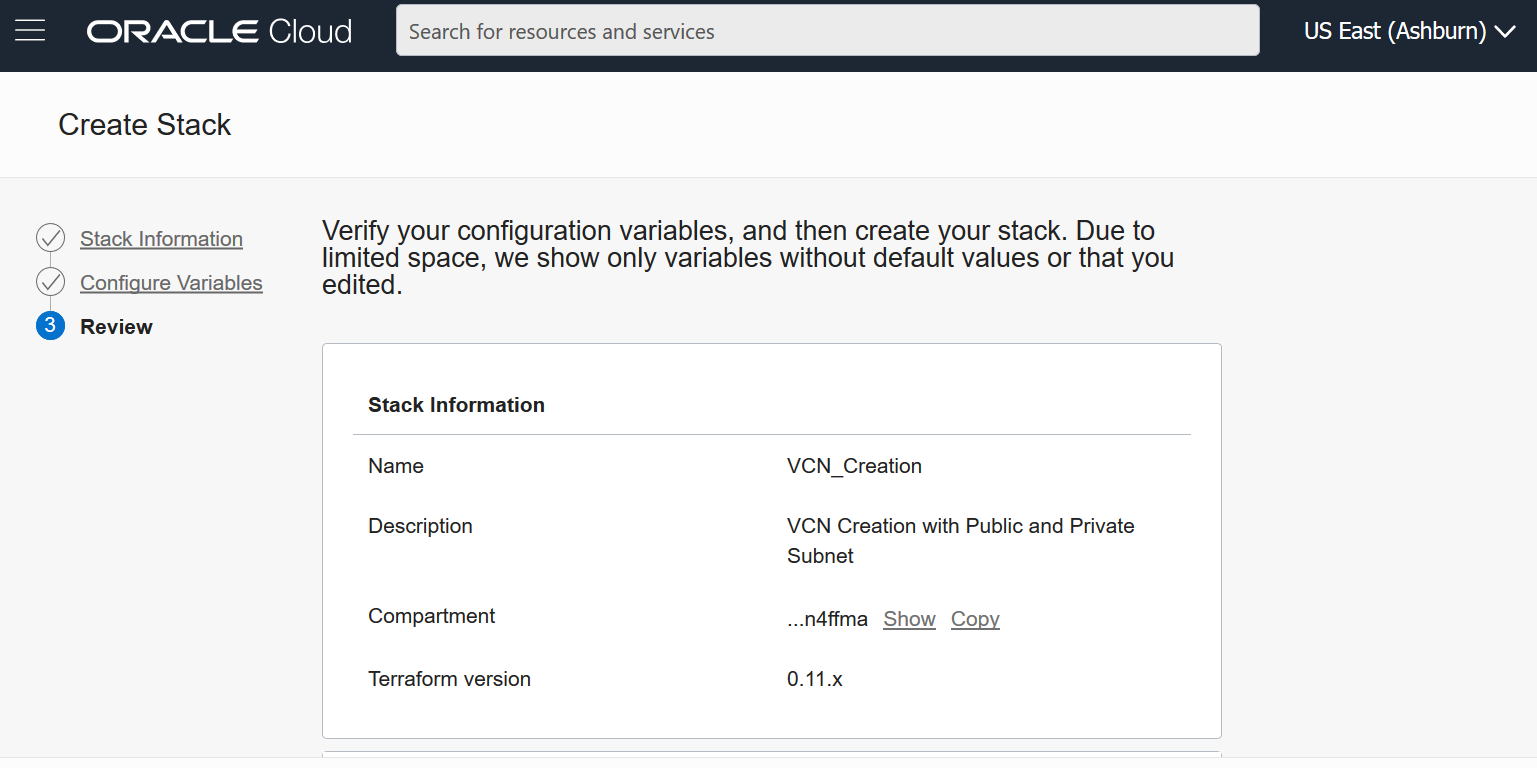 ORACLE Cloud
Search for resources and services
US East (Ashburn)
Create Stack
Stack Information
Configure Variables
3 Review
Verify your configuration variables, and then create your stack. Due to
limited space, we show only variables without default values or that you
edited.
Stack Information
Name VCN_Creation
Description VCN Creation with Public and Private
Subnet
Compartment ...n4ffma Show Copy
Terraform version 0.11.x